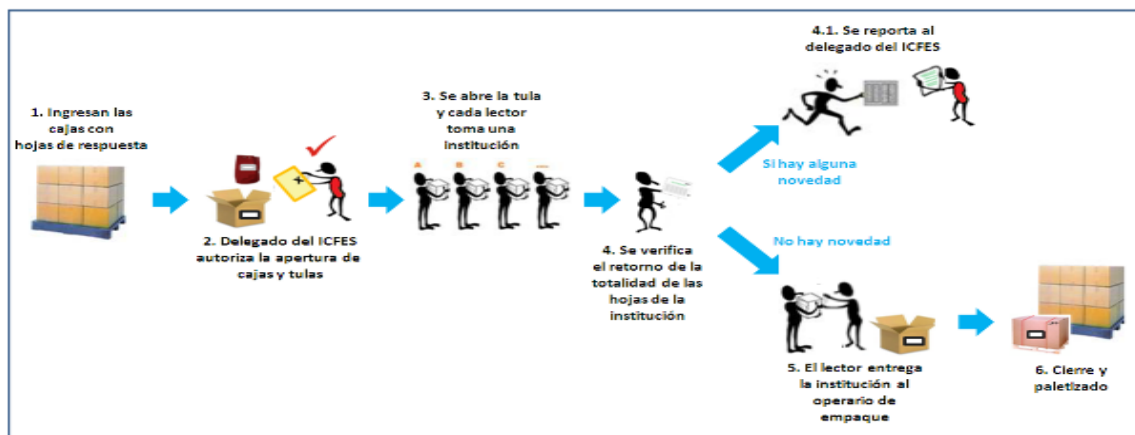 1. Ingresan las
cajas con
hojas de respuesta
2. Delegado del ICFES
autoriza la apertura de
cajas y tulas
3. Se abre la tula
y cada lector
toma una
institución
A B C ----
4. Se verifica
el retorno de la
totalidad de las
hojas de la
institución
Si hay alguna
novedad
4.1. Se reporta al
delegado del ICFES
No hay novedad
5. El lector entrega
la institución al
operario de
empaque
6. Cierre y
paletizado